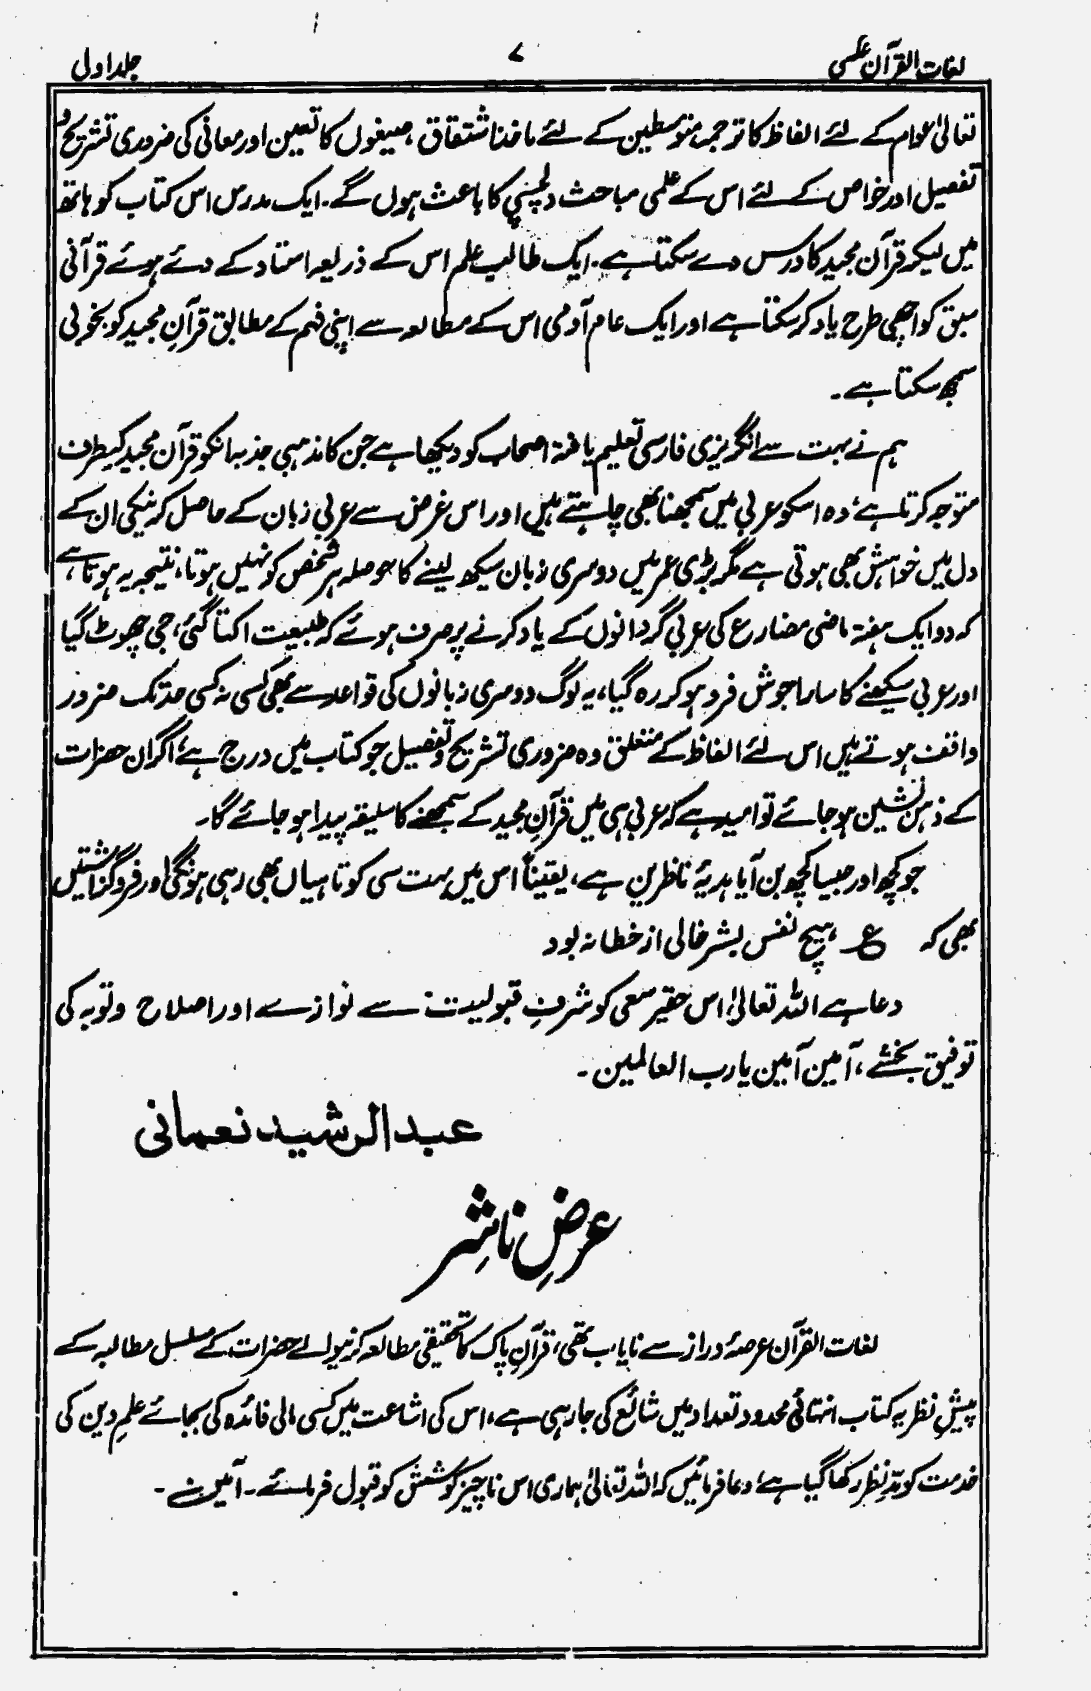 لغات القرآن عکسی ۷ جلد اول
تعالیٰ عوام کے لئے الفاظ کا ترجمہ، متوسطین کے لئے ماخذ اشتقاق، صیغوں کا تعین اور معانی کی ضروری تشریح و
تفصیل اور خواص کے لئے اس کے علمی مباحث دلچسپی کا باعث ہوں گے۔ ایک مدرس اس کتاب کو ہاتھ
میں لیکر قرآن مجید کا درس دے سکتا ہے۔ ایک طالب علم اس کے ذریعہ استاد کے دئے ہوئے قرآنی
سبق کو اچھی طرح یاد کر سکتا ہے اور ایک عام آدمی اس کے مطالعہ سے اپنی فہم کے مطابق قرآنِ مجید کو بخوبی
سمجھ سکتا ہے۔
ہم نے بہت سے انگریزی فارسی تعلیم یافتہ اصحاب کو دیکھا ہے جن کا مذہبی جذبہ انکو قرآن مجید کیطرف
متوجہ کرتا ہے، وہ اسکو عربی میں سمجھنا بھی چاہتے ہیں اور اس غرض سے عربی زبان کے حاصل کرنیکی ان کے
دل میں خواہش بھی ہوتی ہے مگر بڑی عمر میں دوسری زبان سیکھ لینے کا حوصلہ ہر شخص کو نہیں ہوتا، نتیجہ یہ ہوتا ہے،
کہ دو ایک ہفتہ ماضی مضارع کی عربی گردانوں کے یاد کرنے پر صرف ہوئے کہ طبیعت اکتا گئی، جی چھوٹ گیا
اور عربی سیکھنے کا سارا جوش فرو ہو کر رہ گیا، یہ لوگ دوسری زبانوں کی قواعد سے بھی کسی نہ کسی حد تک ضرور
واقف ہوتے ہیں اس لئے الفاظ کے متعلق وہ ضروری تشریح و تفصیل جو کتاب میں درج ہے، اگر ان حضرات
کے ذہن نشین ہو جائے تو امید ہے کہ عربی ہی میں قرآنِ مجید کے سمجھنے کا سلیقہ پیدا ہو جائے گا۔
جو کچھ اور جیسا کچھ بن آیا ہدیۂ ناظرین ہے، یقیناً اس میں بہت سی کوتاہیاں بھی رہی ہونگی اور فروگذاشتیں
بھی کہ ع ہیچ نفس بشر خالی از خطا نہ بود
دعا ہے اللہ تعالیٰ اس حقیر سعی کو شرفِ قبولیت سے نوازے اور اصلاح و توبہ کی
توفیق بخشے، آمین آمین یا رب العالمین۔
عبد الرشید نعمانی
عرضِ ناشِر
لغات القرآن عرصۂ دراز سے نایاب تھی، قرآنِ پاک کا تحقیقی مطالعہ کرنیوالے حضرات کے مسلسل مطالبہ کے
پیشِ نظر یہ کتاب انتہائی محدود تعداد میں شائع کی جا رہی ہے، اس کی اشاعت میں کسی مالی فائدہ کی بجائے علمِ دین کی
خدمت کو مدِّنظر رکھا گیا ہے، دعا فرمائیں کہ اللہ تعالیٰ ہماری اس ناچیز کوشش کو قبول فرمائے۔ آمین۔